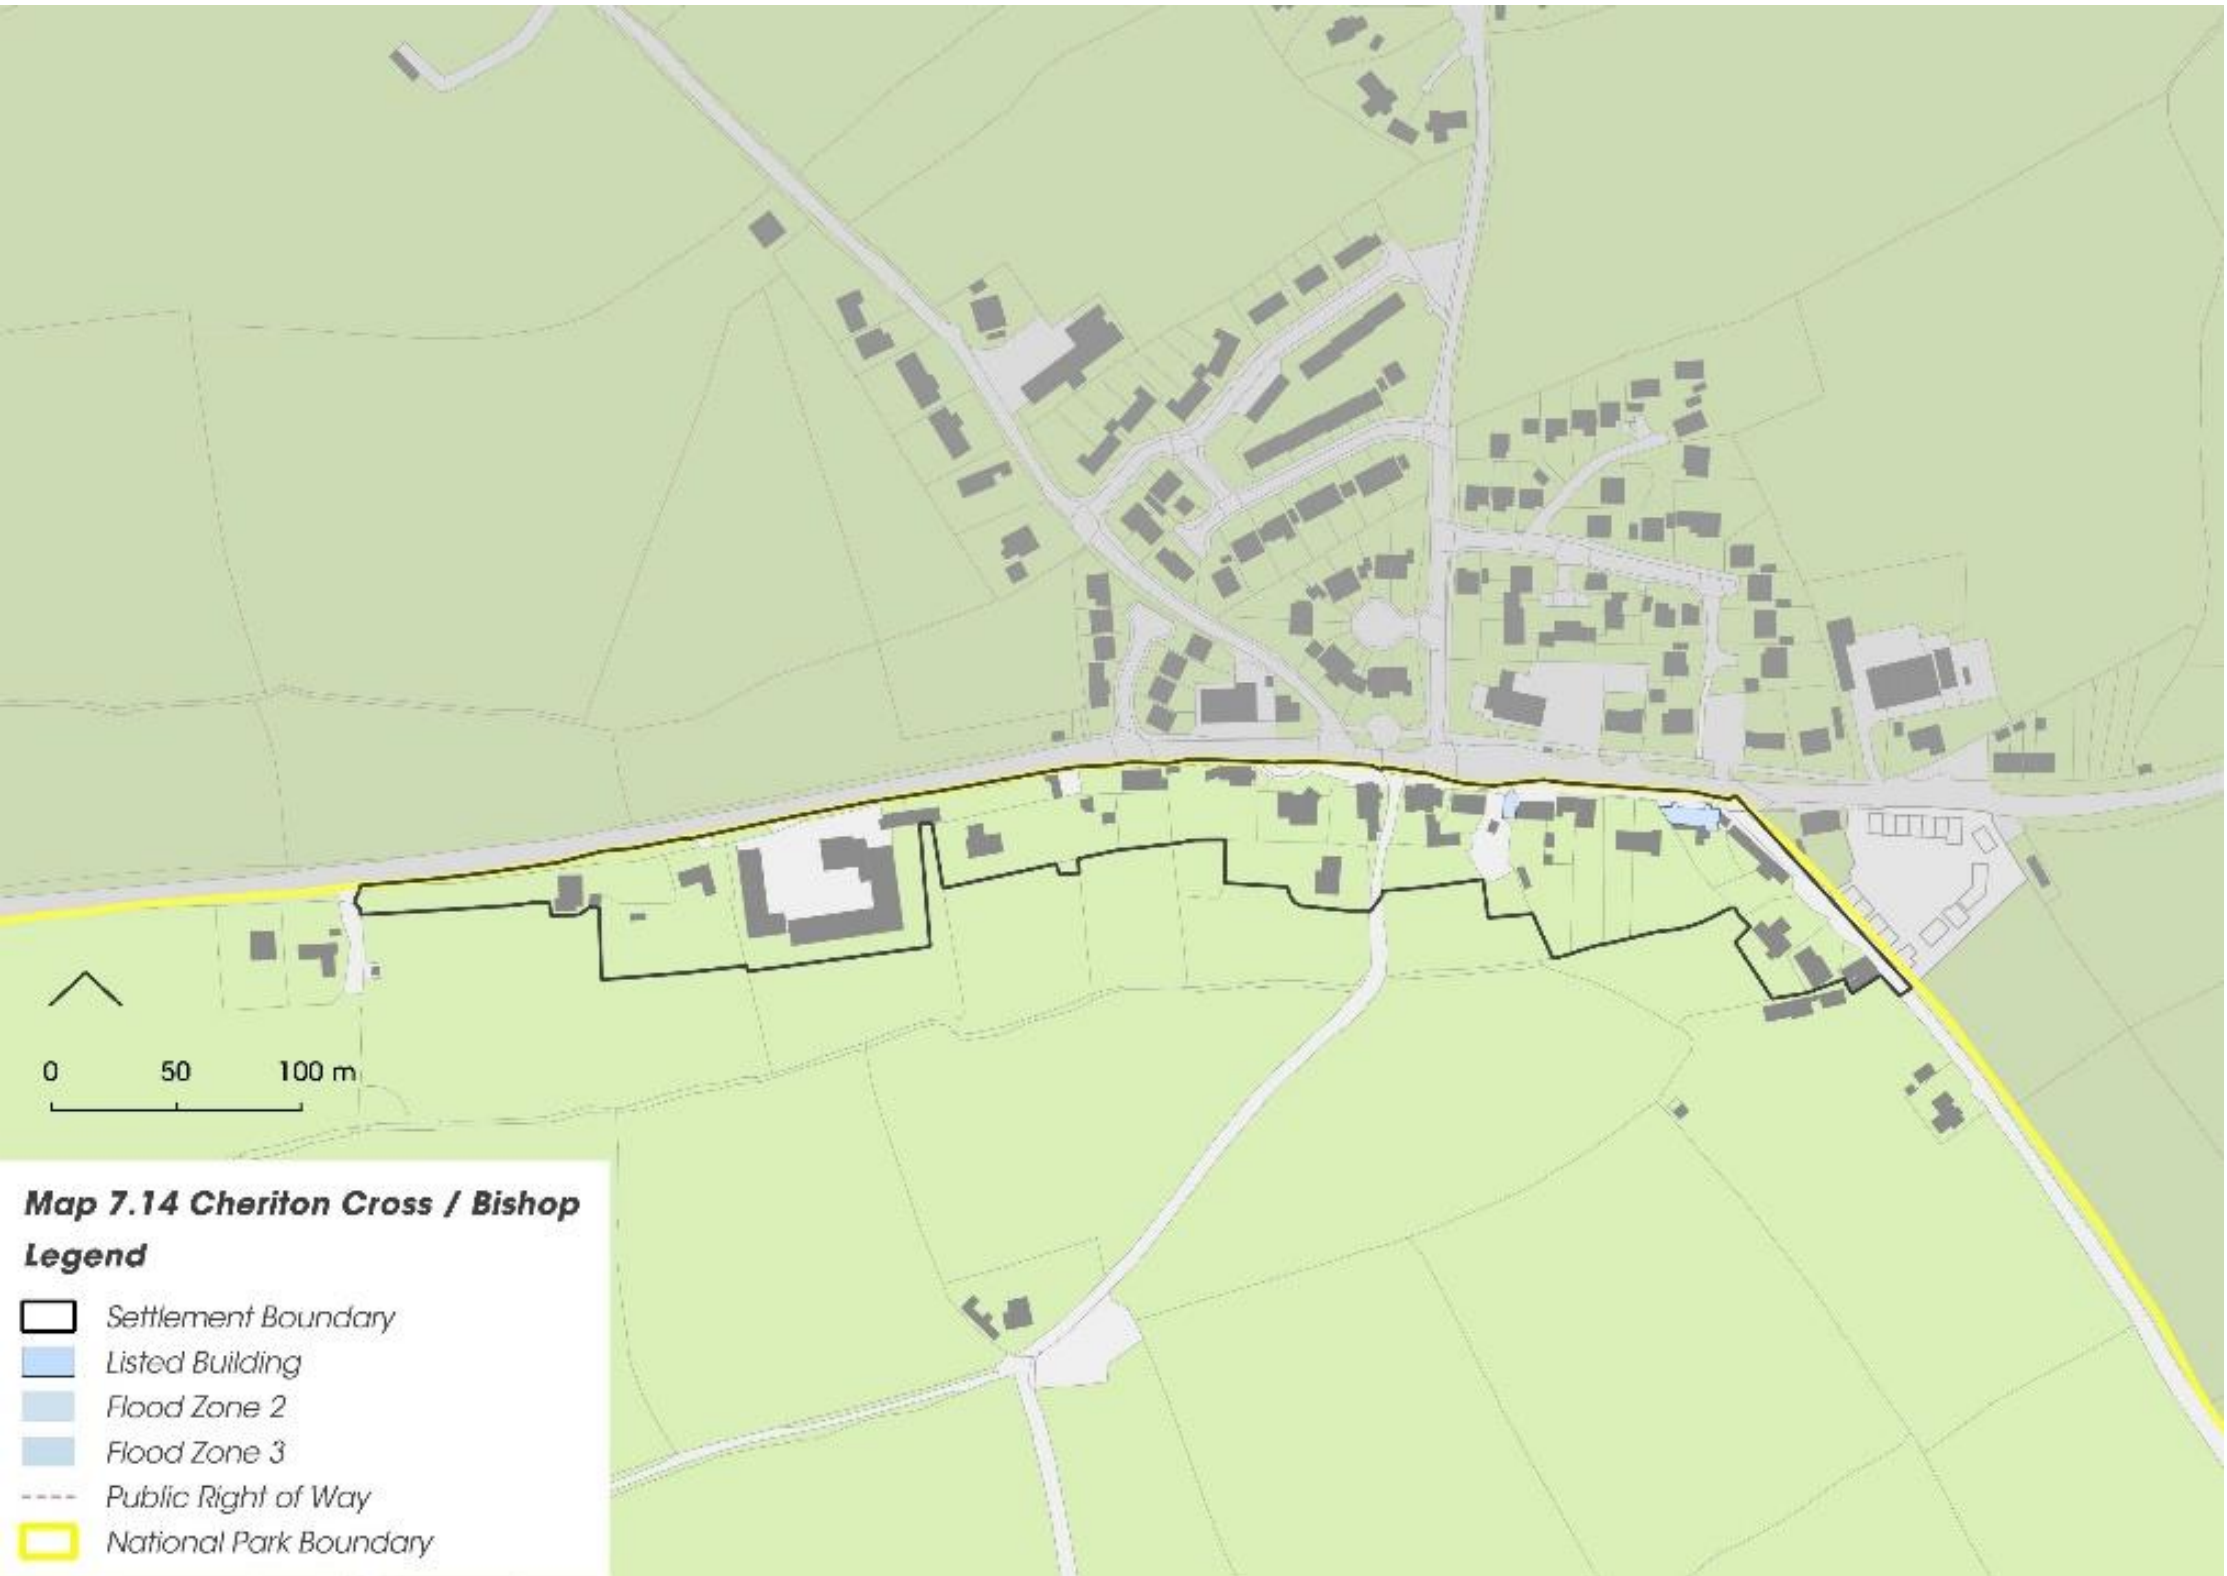 0 50 100 m
Map 7.14 Cheriton Cross / Bishop
Legend
Settlement Boundary
Listed Building
Flood Zone 2
Flood Zone 3
Public Right of Way
National Park Boundary